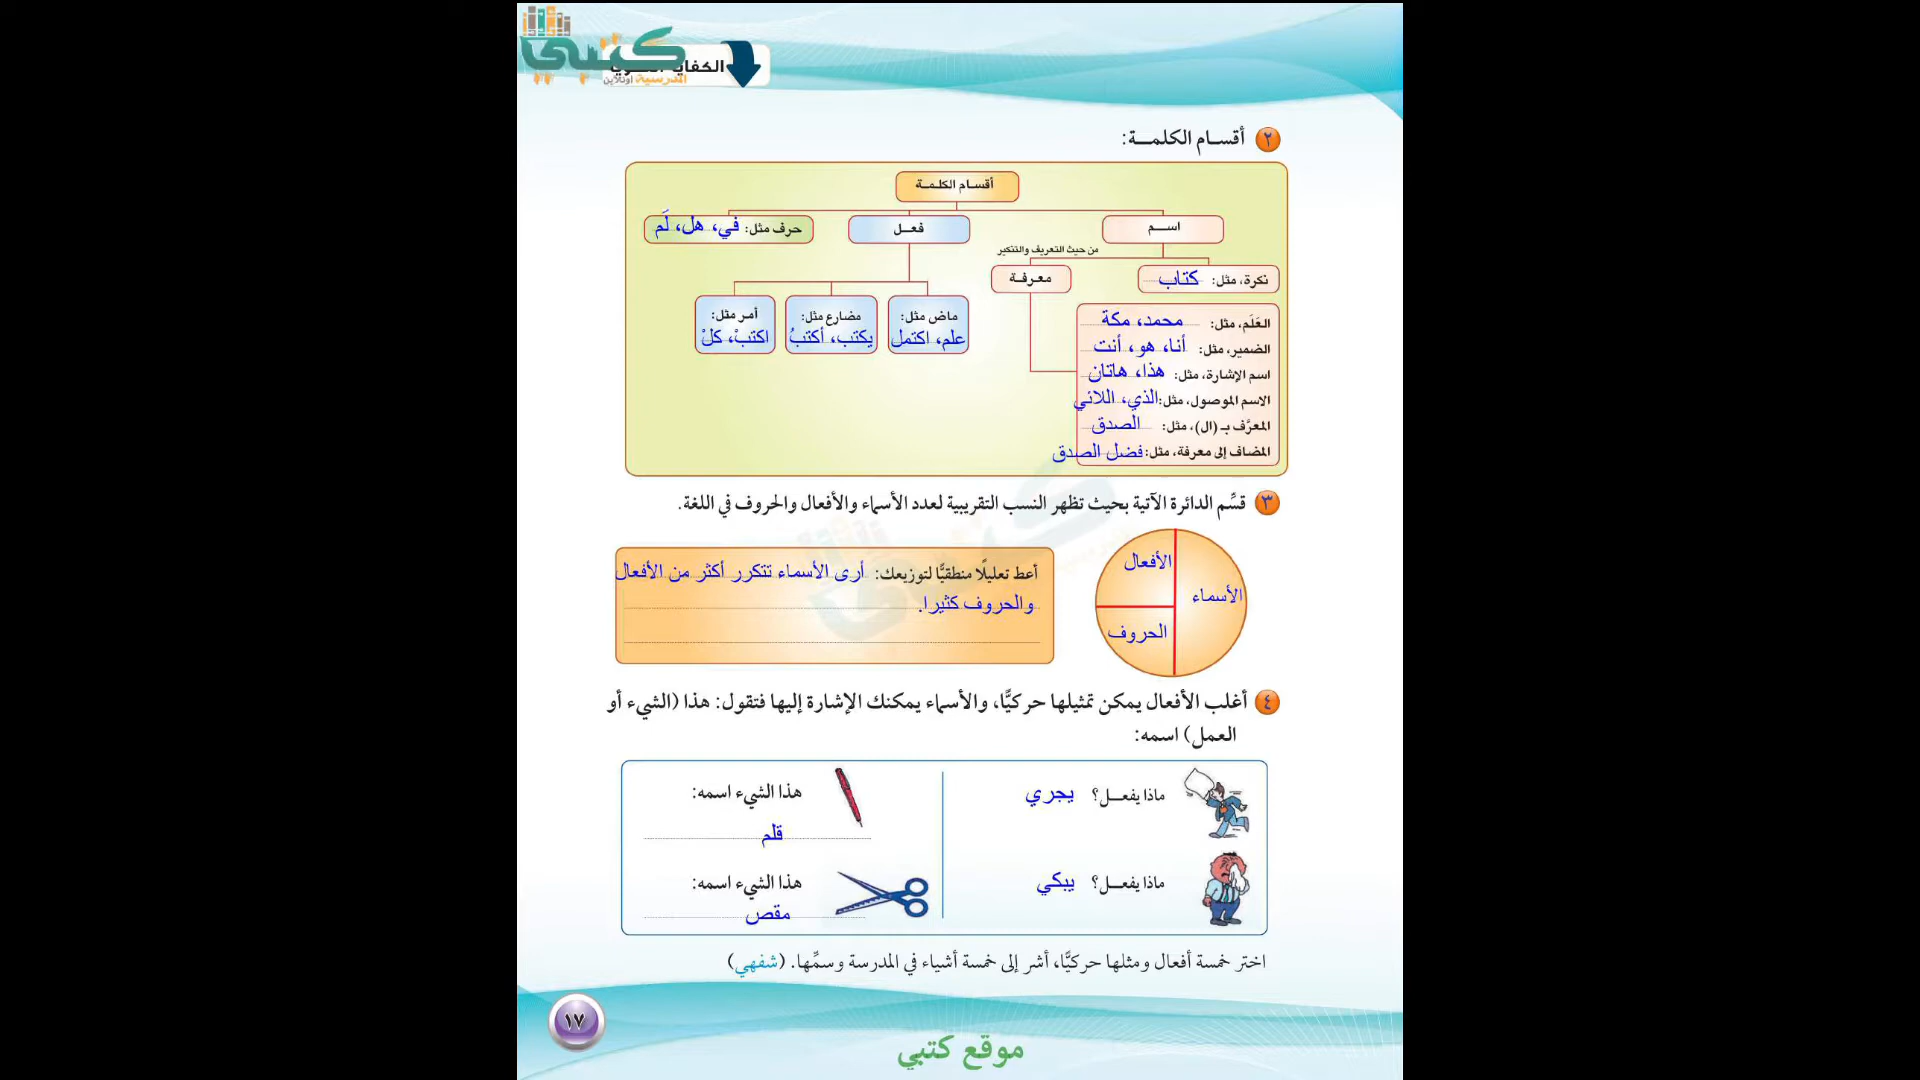 كتبي
المدرسية اونلاين
٢ أقسام الكلمة:
أقسام الكلمة
اسم
فعل
حرف مثل: في، هل، لَم
من حيث التعريف والتنكير
نكرة، مثل: كتاب
معرفة
ماض مثل:
علم، اكتمل
مضارع مثل:
يكتب، أكتبُ
أمر مثل:
اكتبْ، كلْ
العَلَم، مثل: محمد، مكة
الضمير، مثل: أنا، هو، أنت
اسم الإشارة، مثل: هذا، هاتان
الاسم الموصول، مثل: الذي، اللائي
المعرَّف بـ (ال)، مثل: الصدق
المضاف إلى معرفة، مثل: فضل الصدق
٣ قسِّم الدائرة الآتية بحيث تظهر النسب التقريبية لعدد الأسماء والأفعال والحروف في اللغة.
الأفعال
الأسماء
الحروف
أعط تعليلًا منطقيًّا لتوزيعك: أرى الأسماء تتكرر أكثر من الأفعال
والحروف كثيرا.
٤ أغلب الأفعال يمكن تمثيلها حركيًّا، والأسماء يمكنك الإشارة إليها فتقول: هذا (الشيء أو
العمل) اسمه:
ماذا يفعل؟ يجري
هذا الشيء اسمه:
قلم
ماذا يفعل؟ يبكي
هذا الشيء اسمه:
مقص
اختر خمسة أفعال ومثلها حركيًّا، أشر إلى خمسة أشياء في المدرسة وسمِّها. (شفهي)
١٧
موقع كتبي